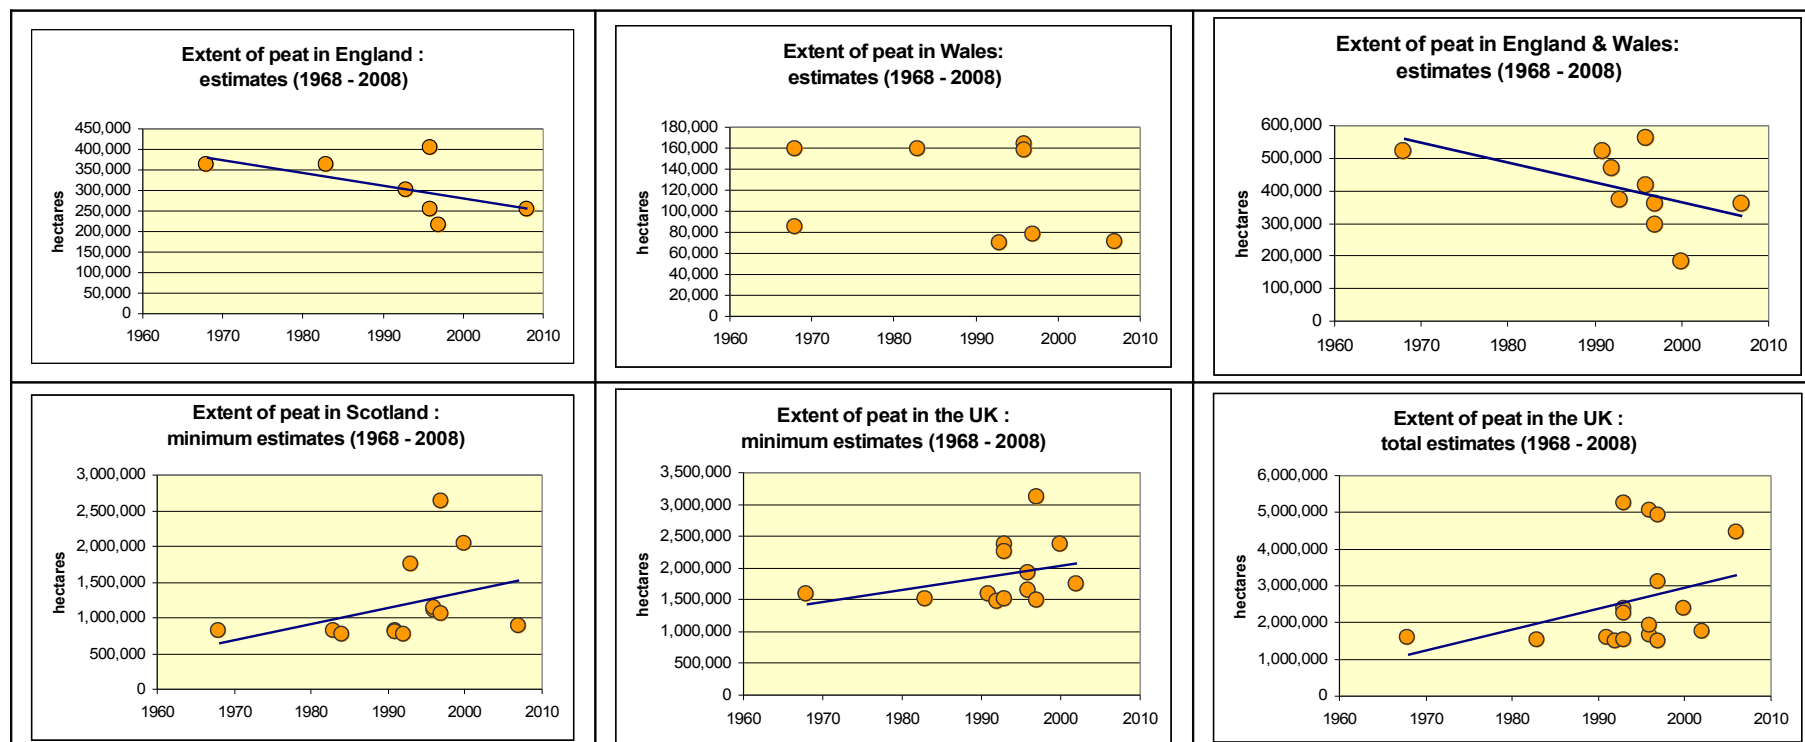 Extent of peat in England :
estimates (1968 - 2008)
hectares
450,000
400,000
350,000
300,000
250,000
200,000
150,000
100,000
50,000
0
1960 1970 1980 1990 2000 2010
Extent of peat in Wales:
estimates (1968 - 2008)
hectares
180,000
160,000
140,000
120,000
100,000
80,000
60,000
40,000
20,000
0
1960 1970 1980 1990 2000 2010
Extent of peat in England & Wales:
estimates (1968 - 2008)
hectares
600,000
500,000
400,000
300,000
200,000
100,000
0
1960 1970 1980 1990 2000 2010
Extent of peat in Scotland :
minimum estimates (1968 - 2008)
hectares
3,000,000
2,500,000
2,000,000
1,500,000
1,000,000
500,000
0
1960 1970 1980 1990 2000 2010
Extent of peat in the UK :
minimum estimates (1968 - 2008)
hectares
3,500,000
3,000,000
2,500,000
2,000,000
1,500,000
1,000,000
500,000
0
1960 1970 1980 1990 2000 2010
Extent of peat in the UK :
total estimates (1968 - 2008)
hectares
6,000,000
5,000,000
4,000,000
3,000,000
2,000,000
1,000,000
0
1960 1970 1980 1990 2000 2010